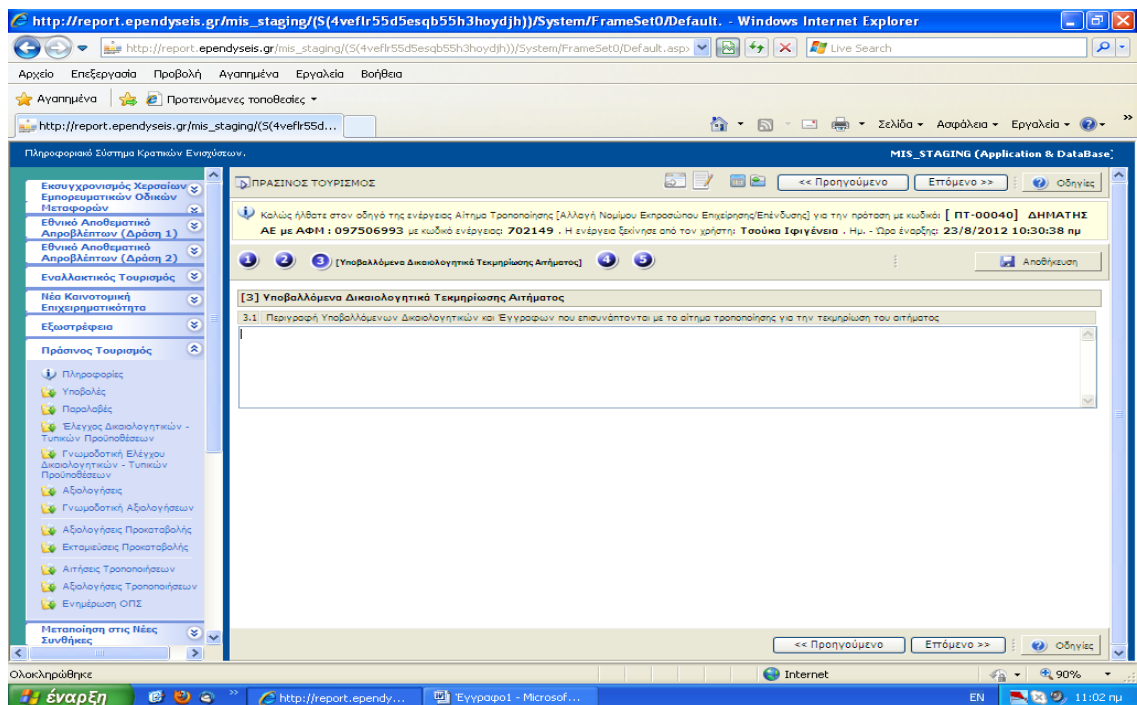 http://report.ependyseis.gr/mis_staging/(S(4veflr55d5esqb55h3hoydjh))/System/FrameSet0/Default. - Windows Internet Explorer
http://report.ependyseis.gr/mis_staging/(S(4veflr55d5esqb55h3hoydjh))/System/FrameSet0/Default.asp
Live Search
Αρχείο Επεξεργασία Προβολή Αγαπημένα Εργαλεία Βοήθεια
Αγαπημένα Προτεινόμενες τοποθεσίες
http://report.ependyseis.gr/mis_staging/(S(4veflr55d...
Σελίδα Ασφάλεια Εργαλεία
Πληροφοριακό Σύστημα Κρατικών Ενισχύσεων.
MIS_STAGING (Application & DataBase)
Εκσυγχρονισμός Χερσαίων
Εμπορευματικών Οδικών
Μεταφορών
Εθνικό Αποθεματικό
Απροβλέπτων (Δράση 1)
Εθνικό Αποθεματικό
Απροβλέπτων (Δράση 2)
Εναλλακτικός Τουρισμός
Νέα Καινοτομική
Επιχειρηματικότητα
Εξωστρέφεια
Πράσινος Τουρισμός
Πληροφορίες
Υποβολές
Παραλαβές
Έλεγχος Δικαιολογητικών -
Τυπικών Προϋποθέσεων
Γνωμοδοτική Ελέγχου
Δικαιολογητικών - Τυπικών
Προϋποθέσεων
Αξιολογήσεις
Γνωμοδοτική Αξιολογήσεων
Αξιολογήσεις Προκαταβολής
Εκταμιεύσεις Προκαταβολής
Αιτήσεις Τροποποιήσεων
Αξιολογήσεις Τροποποιήσεων
Ενημέρωση ΟΠΣ
Μεταποίηση στις Νέες
Συνθήκες
ΠΡΑΣΙΝΟΣ ΤΟΥΡΙΣΜΟΣ
<< Προηγούμενο Επόμενο >> Οδηγίες
Καλώς ήλθατε στον οδηγό της ενέργειας Αίτημα Τροποποίησης [Αλλαγή Νομίμου Εκπροσώπου Επιχείρησης/Επένδυσης] για την πρόταση με κωδικό: [ ΠΤ-00040] ΔΗΜΑΤΗΣ
ΑΕ με ΑΦΜ : 097506993 με κωδικό ενέργειας: 702149 . Η ενέργεια ξεκίνησε από τον χρήστη: Τσούκα Ιφιγένεια . Ημ. - Ώρα έναρξης: 23/8/2012 10:30:38 πμ
1 2 3 [Υποβαλλόμενα Δικαιολογητικά Τεκμηρίωσης Αιτήματος] 4 5
Αποθήκευση
[3] Υποβαλλόμενα Δικαιολογητικά Τεκμηρίωσης Αιτήματος
3.1 Περιγραφή Υποβαλλόμενων Δικαιολογητικών και Έγγραφων που επισυνάπτονται με το αίτημα τροποποίησης για την τεκμηρίωση του αιτήματος
<< Προηγούμενο Επόμενο >> Οδηγίες
Ολοκληρώθηκε
Internet
90%
έναρξη
http://report.ependy...
Έγγραφο1 - Microsof...
EN
11:02 πμ